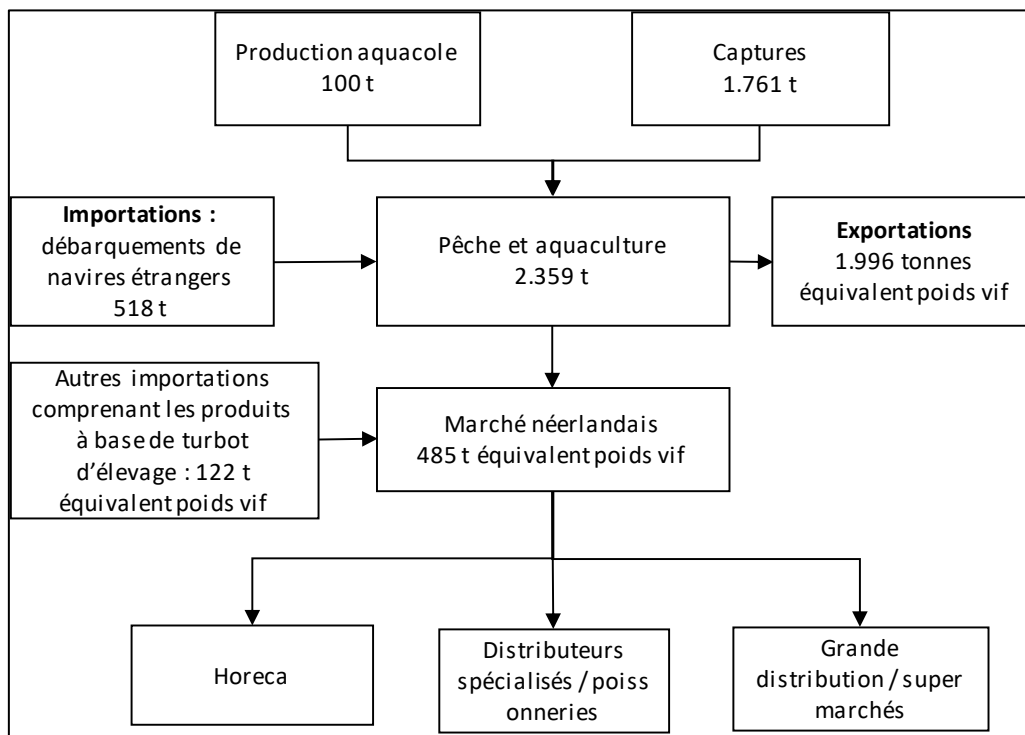 Production aquacole
100 t
Captures
1.761 t
Importations :
débarquements de
navires étrangers
518 t
Pêche et aquaculture
2.359 t
Exportations
1.996 tonnes
équivalent poids vif
Autres importations
comprenant les produits
à base de turbot
d’élevage : 122 t
équivalent poids vif
Marché néerlandais
485 t équivalent poids vif
Horeca
Distributeurs
spécialisés / poiss
onneries
Grande
distribution / super
marchés